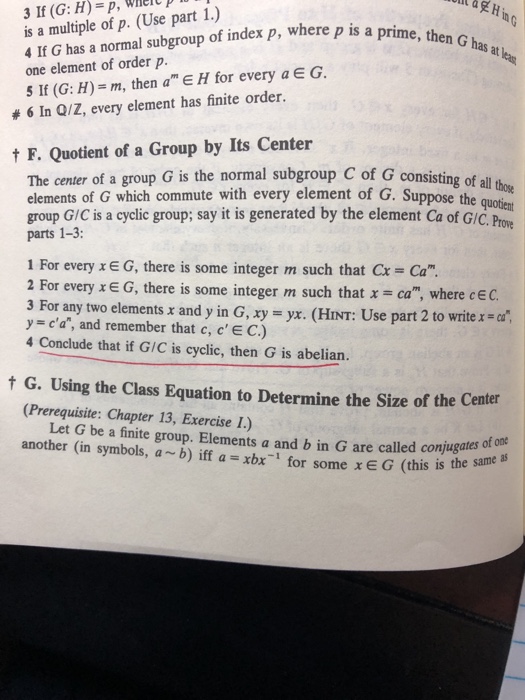 3 If (G: H) = p,
a ∉ H in G
is a multiple of p. (Use part 1.)
4 If G has a normal subgroup of index p, where p is a prime, then G has at least
one element of order p.
5 If (G: H) = m, then aᵐ ∈ H for every a ∈ G.
# 6 In ℚ/ℤ, every element has finite order.
† F. Quotient of a Group by Its Center
The center of a group G is the normal subgroup C of G consisting of all those
elements of G which commute with every element of G. Suppose the quotient
group G/C is a cyclic group; say it is generated by the element Ca of G/C. Prove
parts 1–3:
1 For every x ∈ G, there is some integer m such that Cx = Caᵐ.
2 For every x ∈ G, there is some integer m such that x = caᵐ, where c ∈ C.
3 For any two elements x and y in G, xy = yx. (HINT: Use part 2 to write x = caᵐ,
y = c'aⁿ, and remember that c, c' ∈ C.)
4 Conclude that if G/C is cyclic, then G is abelian.
† G. Using the Class Equation to Determine the Size of the Center
(Prerequisite: Chapter 13, Exercise I.)
Let G be a finite group. Elements a and b in G are called conjugates of one
another (in symbols, a ~ b) iff a = xbx⁻¹ for some x ∈ G (this is the same as